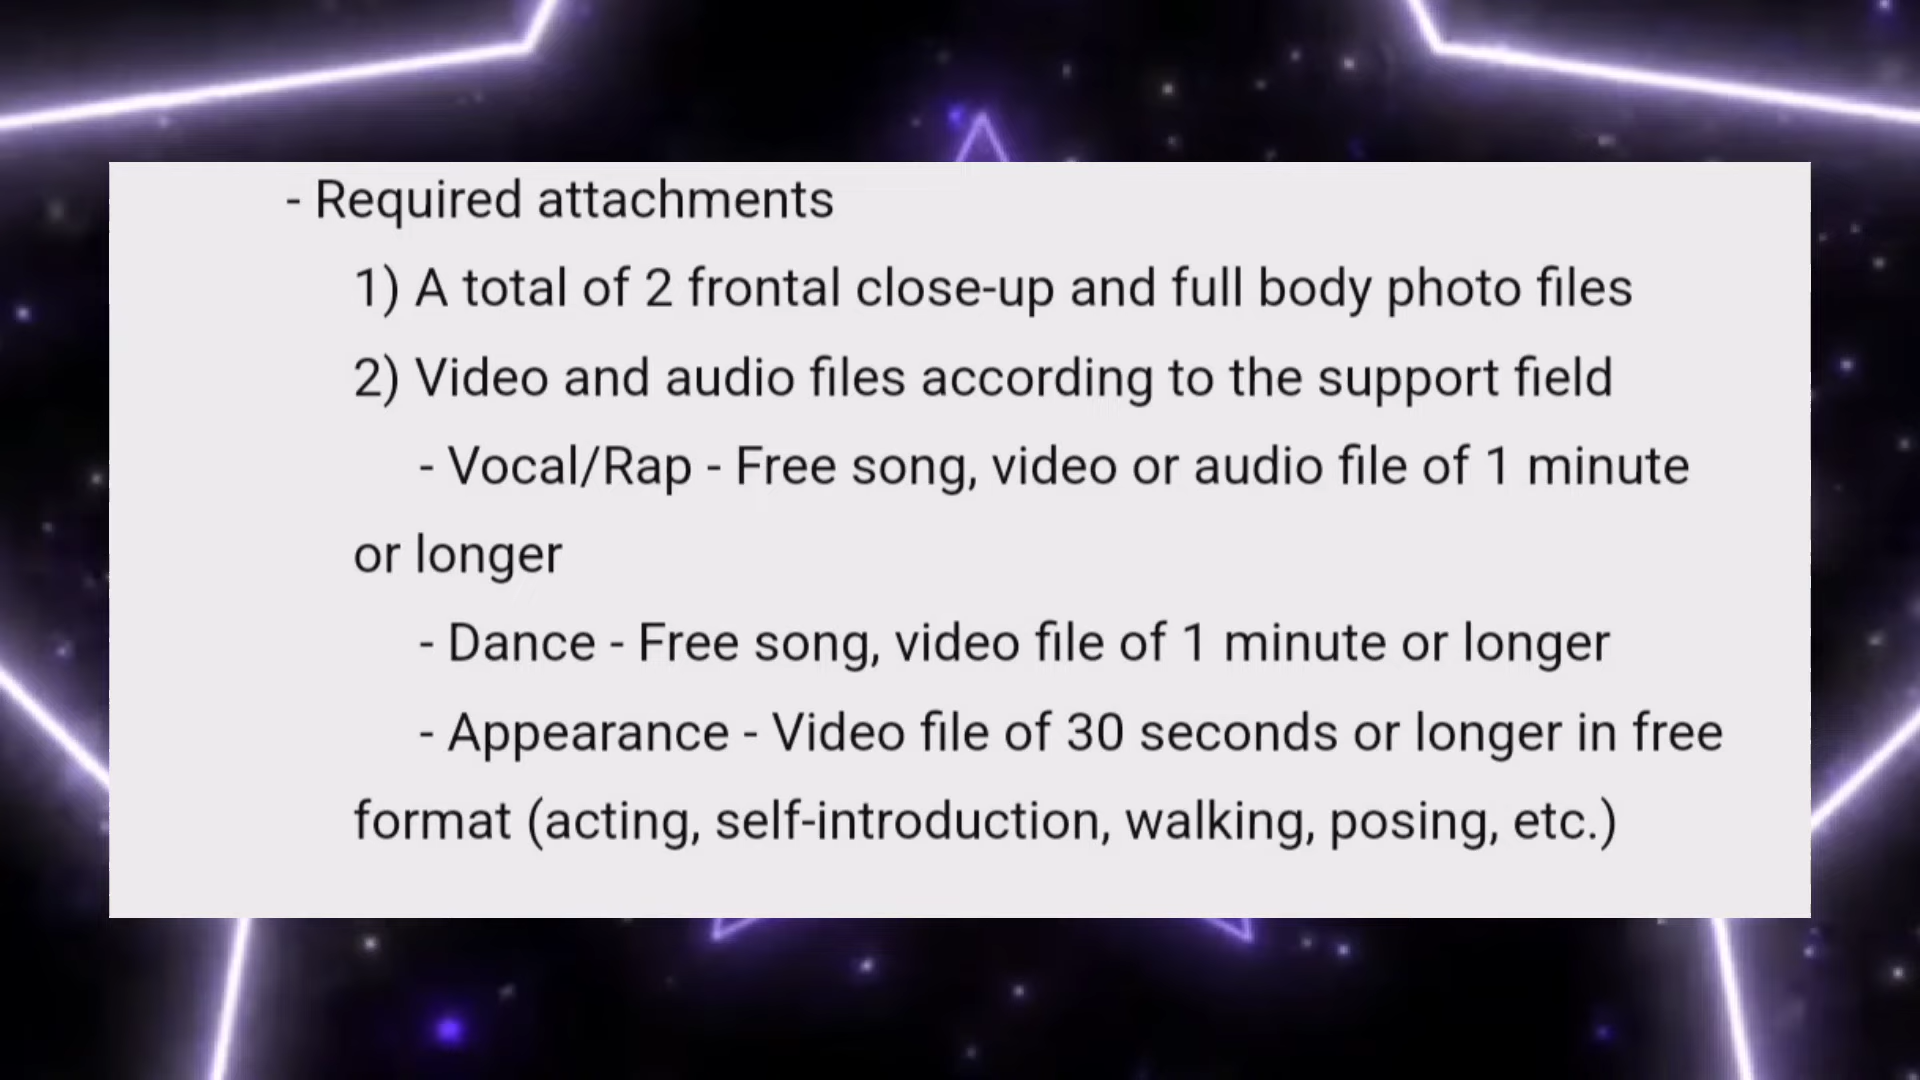 - Required attachments
1) A total of 2 frontal close-up and full body photo files
2) Video and audio files according to the support field
- Vocal/Rap - Free song, video or audio file of 1 minute
or longer
- Dance - Free song, video file of 1 minute or longer
- Appearance - Video file of 30 seconds or longer in free
format (acting, self-introduction, walking, posing, etc.)